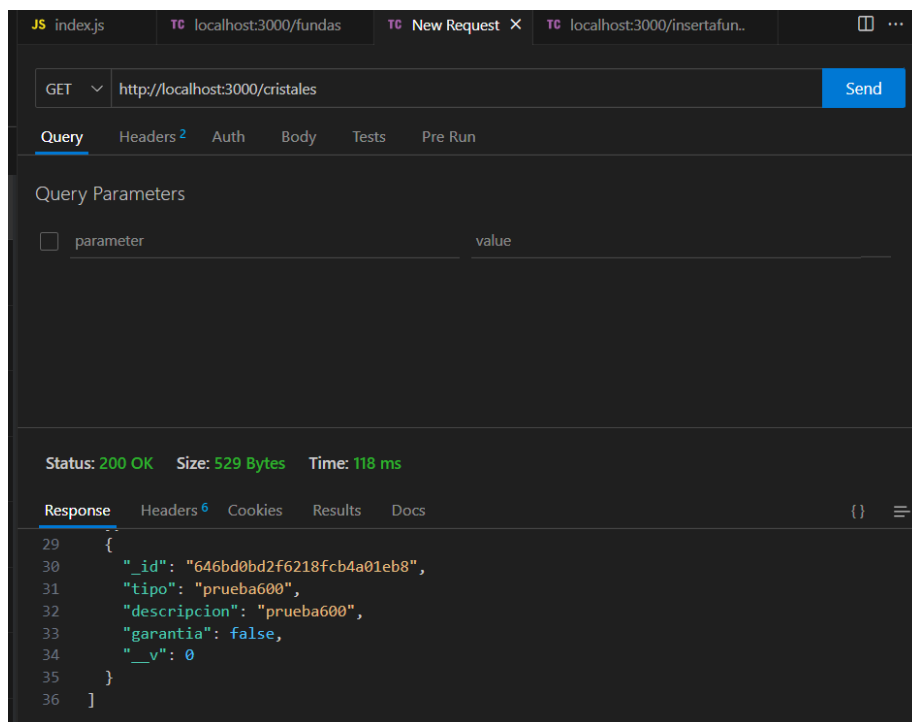 JS index.js TC localhost:3000/fundas TC New Request X TC localhost:3000/insertafun.. ...
GET http://localhost:3000/cristales Send
Query Headers 2 Auth Body Tests Pre Run
Query Parameters
parameter value
Status: 200 OK Size: 529 Bytes Time: 118 ms
Response Headers 6 Cookies Results Docs { }
29 {
30 "_id": "646bd0bd2f6218fcb4a01eb8",
31 "tipo": "prueba600",
32 "descripcion": "prueba600",
33 "garantia": false,
34 "__v": 0
35 }
36 ]